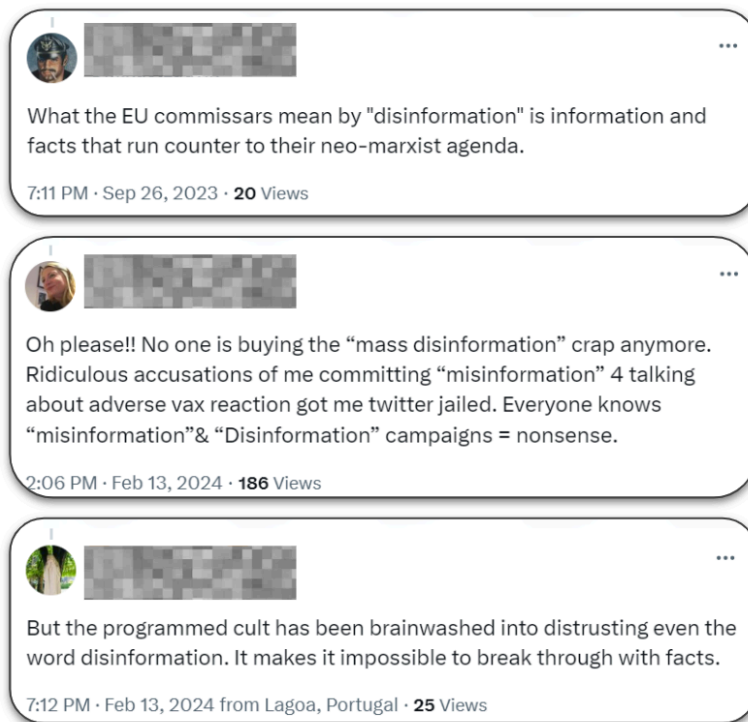 What the EU commissars mean by "disinformation" is information and
facts that run counter to their neo-marxist agenda.
7:11 PM · Sep 26, 2023 · 20 Views
Oh please!! No one is buying the “mass disinformation” crap anymore.
Ridiculous accusations of me committing “misinformation” 4 talking
about adverse vax reaction got me twitter jailed. Everyone knows
“misinformation”& “Disinformation” campaigns = nonsense.
2:06 PM · Feb 13, 2024 · 186 Views
But the programmed cult has been brainwashed into distrusting even the
word disinformation. It makes it impossible to break through with facts.
7:12 PM · Feb 13, 2024 from Lagoa, Portugal · 25 Views